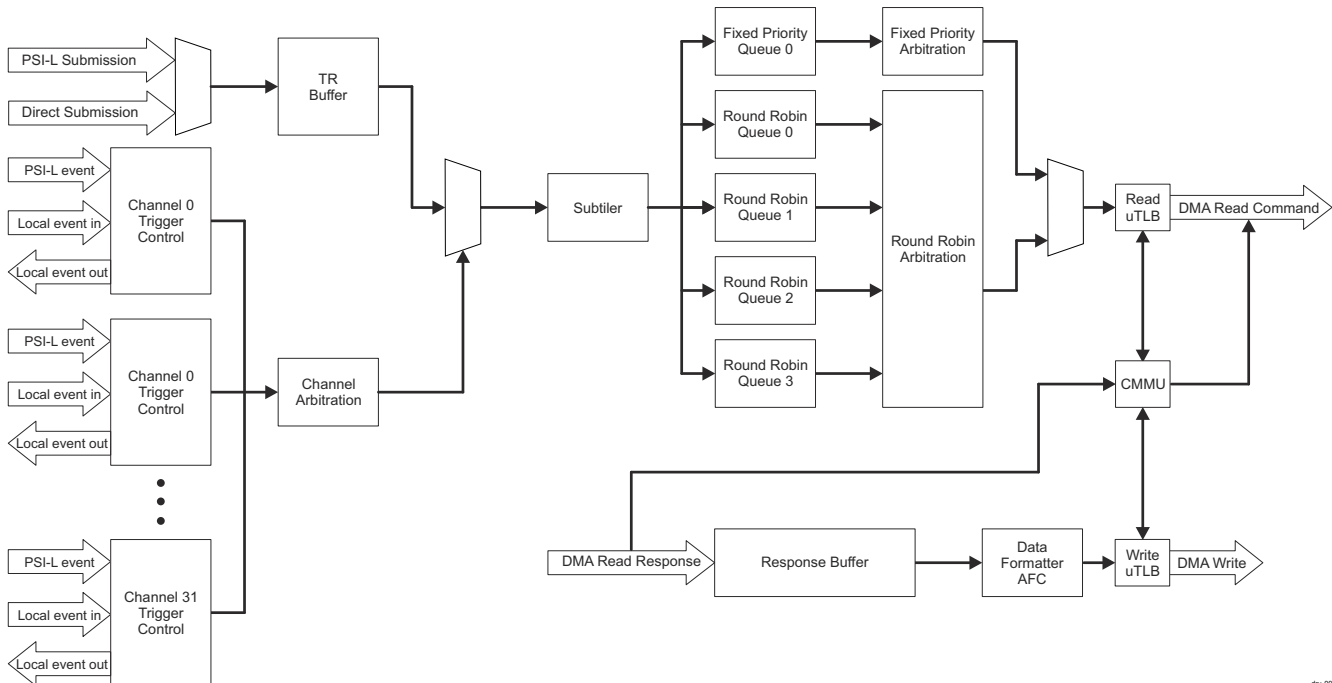 PSI-L Submission
Direct Submission
TR
Buffer
PSI-L event
Local event in
Local event out
Channel 0
Trigger
Control
PSI-L event
Local event in
Local event out
Channel 0
Trigger
Control
PSI-L event
Local event in
Local event out
Channel 31
Trigger
Control
Channel
Arbitration
Subtiler
Fixed Priority
Queue 0
Fixed Priority
Arbitration
Round Robin
Queue 0
Round Robin
Queue 1
Round Robin
Queue 2
Round Robin
Queue 3
Round Robin
Arbitration
Read
uTLB
DMA Read Command
CMMU
DMA Read Response
Response Buffer
Data
Formatter
AFC
Write
uTLB
DMA Write